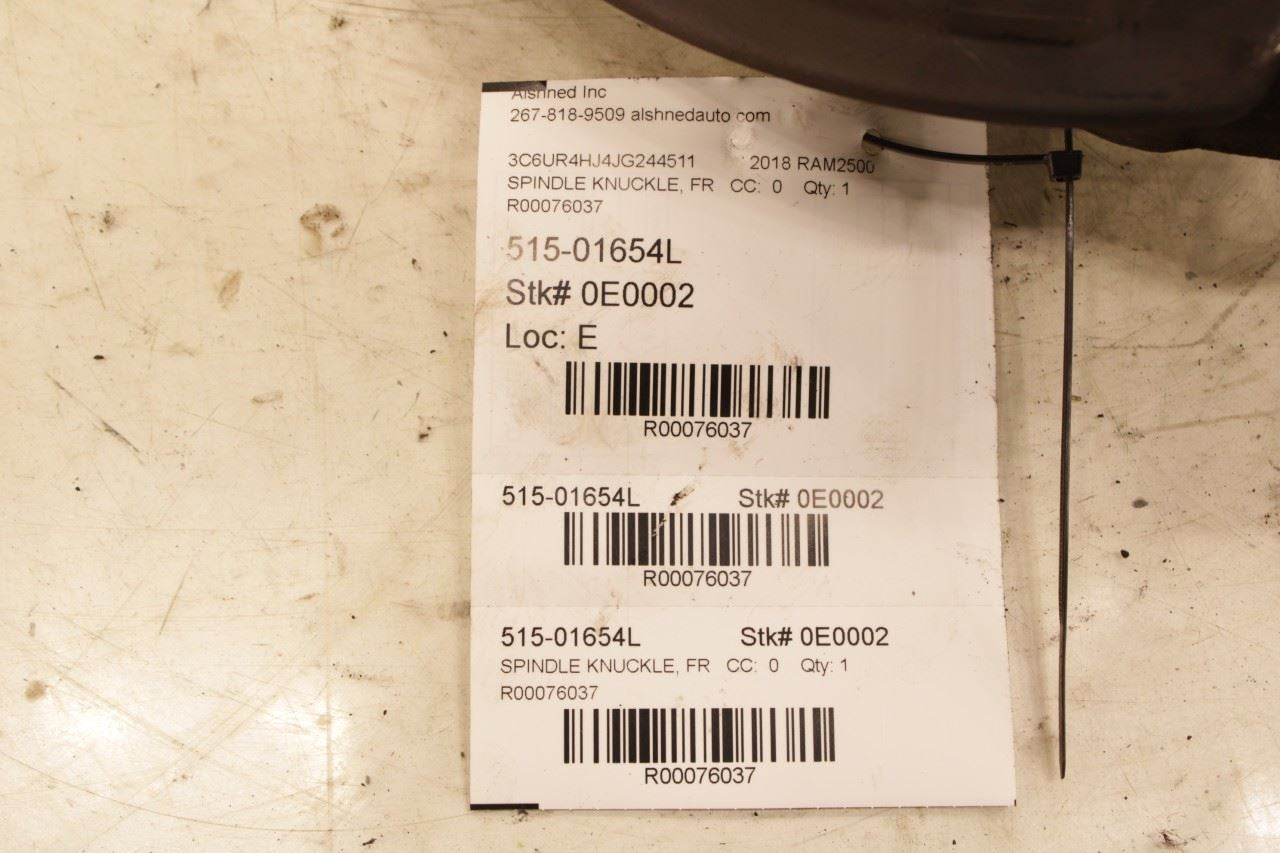 Alshned Inc
267-818-9509 alshnedauto.com
3C6UR4HJ4JG244511 2018 RAM2500
SPINDLE KNUCKLE, FR CC: 0 Qty: 1
R00076037
515-01654L
Stk# 0E0002
Loc: E
R00076037
515-01654L Stk# 0E0002
R00076037
515-01654L Stk# 0E0002
SPINDLE KNUCKLE, FR CC: 0 Qty: 1
R00076037
R00076037